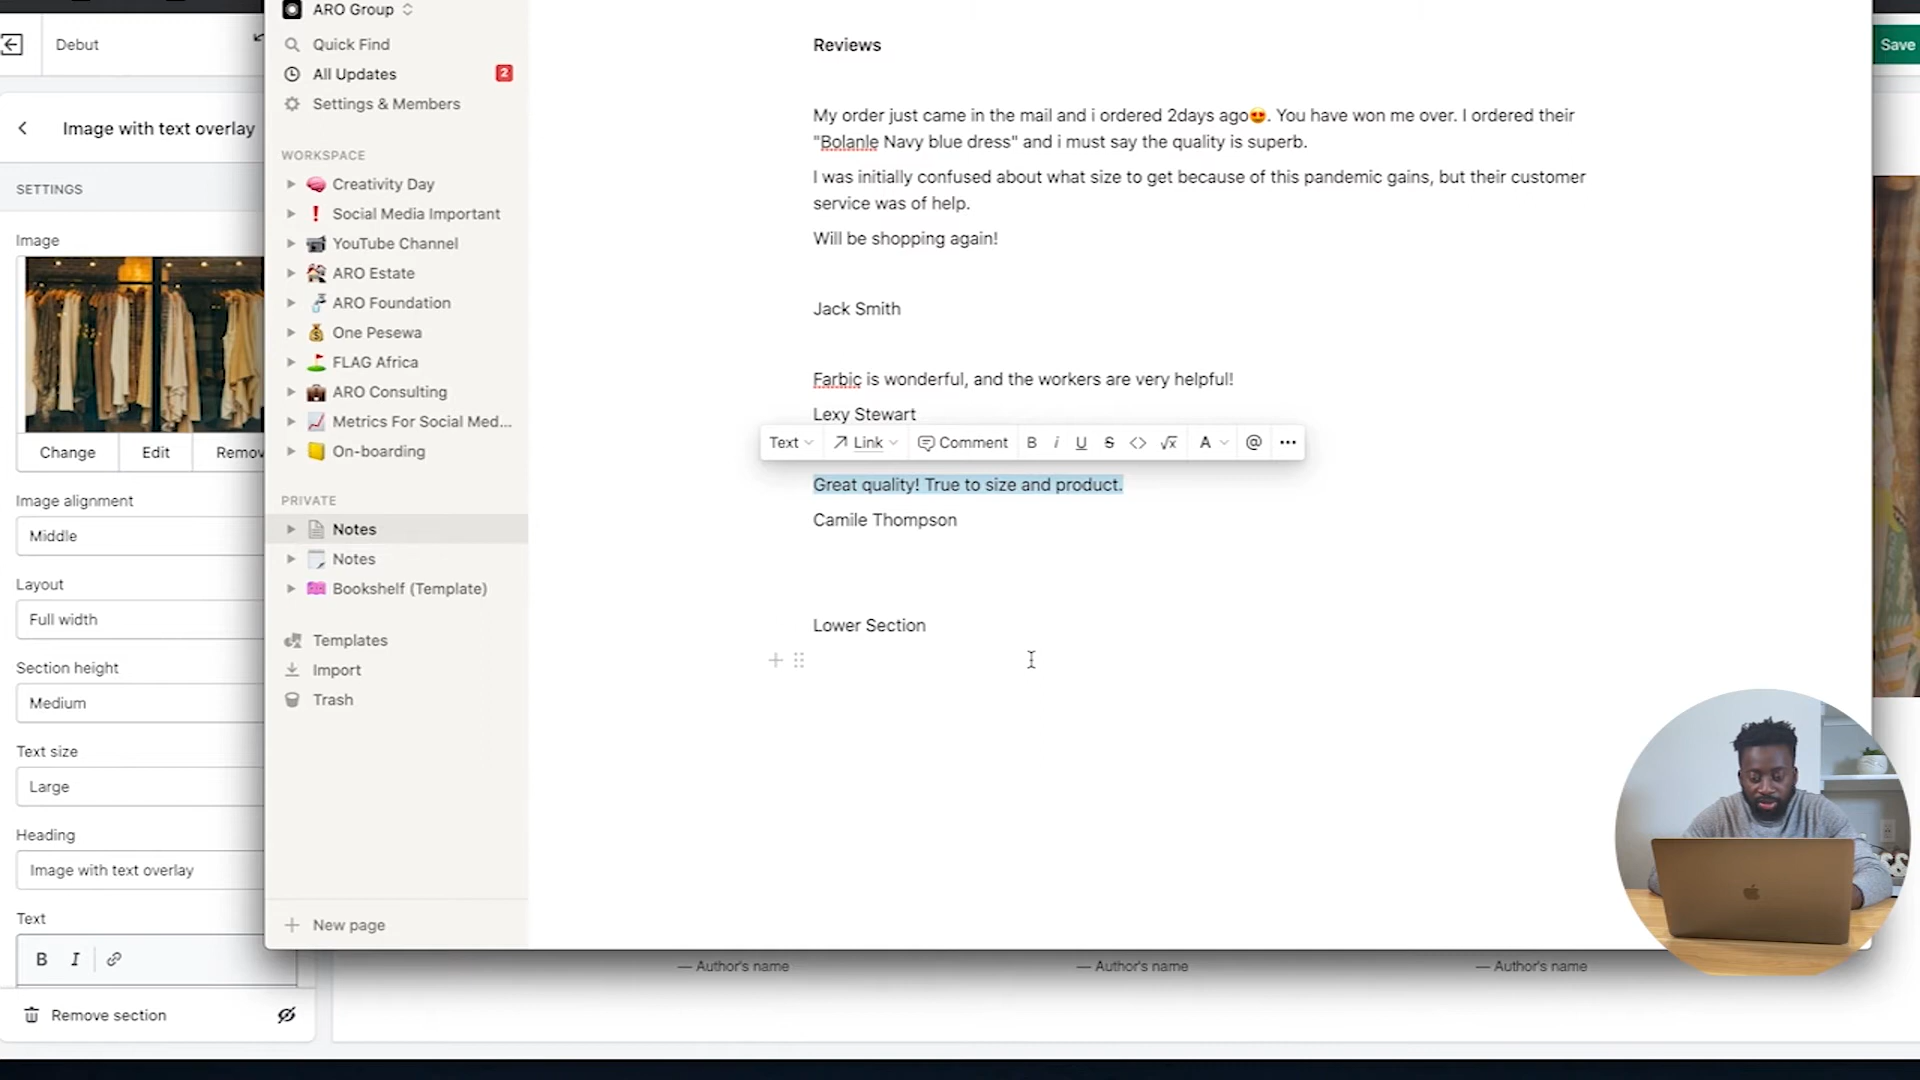 Debut
Save
Image with text overlay
SETTINGS
Image
Change
Edit
Remov
Image alignment
Middle
Layout
Full width
Section height
Medium
Text size
Large
Heading
Image with text overlay
Text
B I
Remove section
ARO Group
Quick Find
All Updates
2
Settings & Members
WORKSPACE
Creativity Day
Social Media Important
YouTube Channel
ARO Estate
ARO Foundation
One Pesewa
FLAG Africa
ARO Consulting
Metrics For Social Med...
On-boarding
PRIVATE
Notes
Notes
Bookshelf (Template)
Templates
Import
Trash
New page
Reviews
My order just came in the mail and i ordered 2days ago😍. You have won me over. I ordered their
"Bolanle Navy blue dress" and i must say the quality is superb.
I was initially confused about what size to get because of this pandemic gains, but their customer
service was of help.
Will be shopping again!
Jack Smith
Farbic is wonderful, and the workers are very helpful!
Lexy Stewart
Text Link Comment B i U S <> √x A @ •••
Great quality! True to size and product.
Camile Thompson
Lower Section
— Author's name
— Author's name
— Author's name